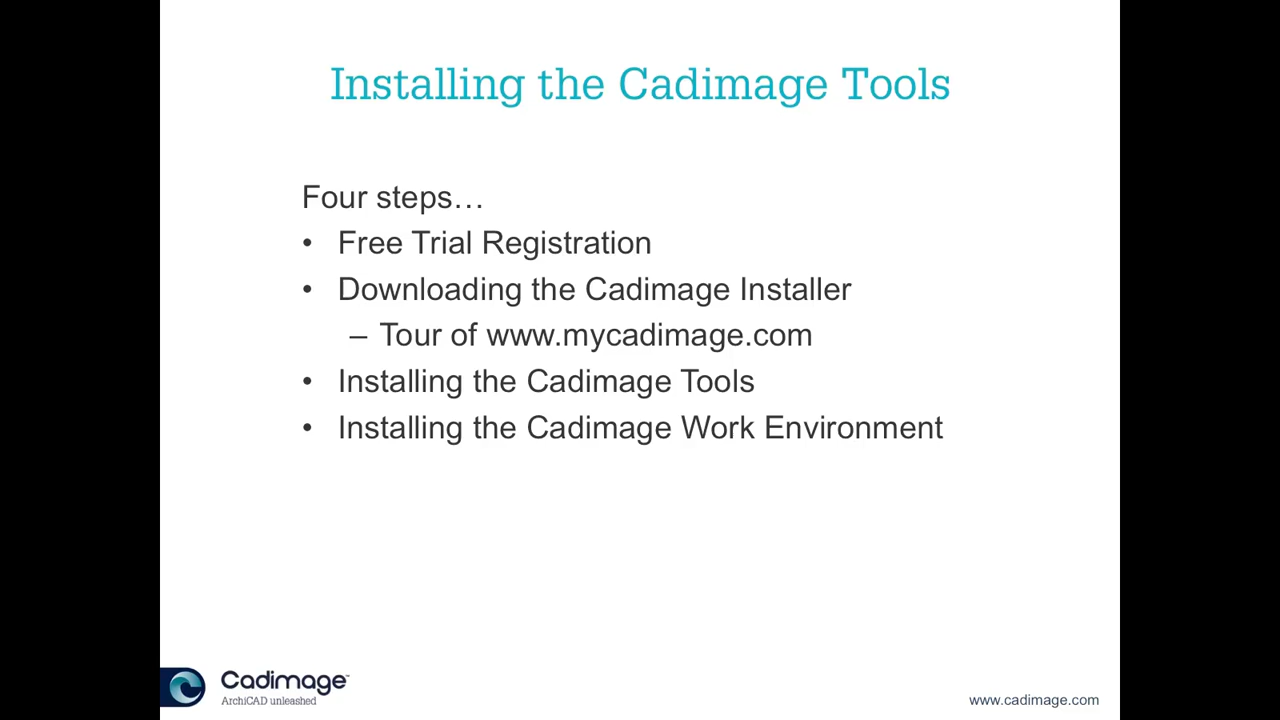 Installing the Cadimage Tools
Four steps…
• Free Trial Registration
• Downloading the Cadimage Installer
– Tour of www.mycadimage.com
• Installing the Cadimage Tools
• Installing the Cadimage Work Environment
Cadimage™
ArchiCAD unleashed
www.cadimage.com